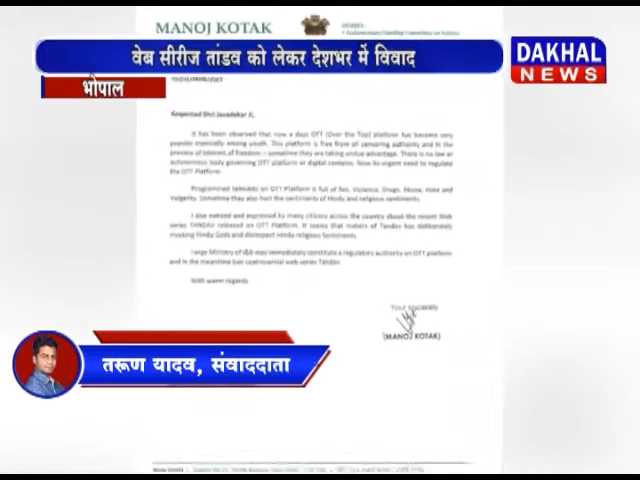 MANOJ KOTAK
MEMBER:
वेब सीरीज तांडव को लेकर देशभर में विवाद
DAKHAL
NEWS
भोपाल
Respected Shri Javadekar Ji,
It has been observed that now a days OTT (Over the Top) platform has become very
popular especially among youth. This platform is free from all censoring authority and in the
preview of interest of freedom – sometime they are taking undue advantage. There is no law or
autonomous body governing OTT platform or digital contains. Now its urgent need to regulate
the OTT Platform.
Programmed telecasts on OTT Platform is full of Sex, Violence, Drugs, Abuse, Hate and
Vulgarity. Sometime they also hurt the sentiments of Hindu and religious sentiments.
I also noticed and expressed by many citizens across the country about the recent Web
series TANDAV released on OTT Platform. It seems that makers of Tandav has deliberately
mocking Hindu Gods and disrespect Hindu religious Sentiments.
I urge Ministry of I&B may immediately constitute a regulatory authority on OTT platform
and in the meantime ban controversial web series Tandav.
With warm regards
Your Sincerely
(MANOJ KOTAK)
तरूण यादव, संवाददाता